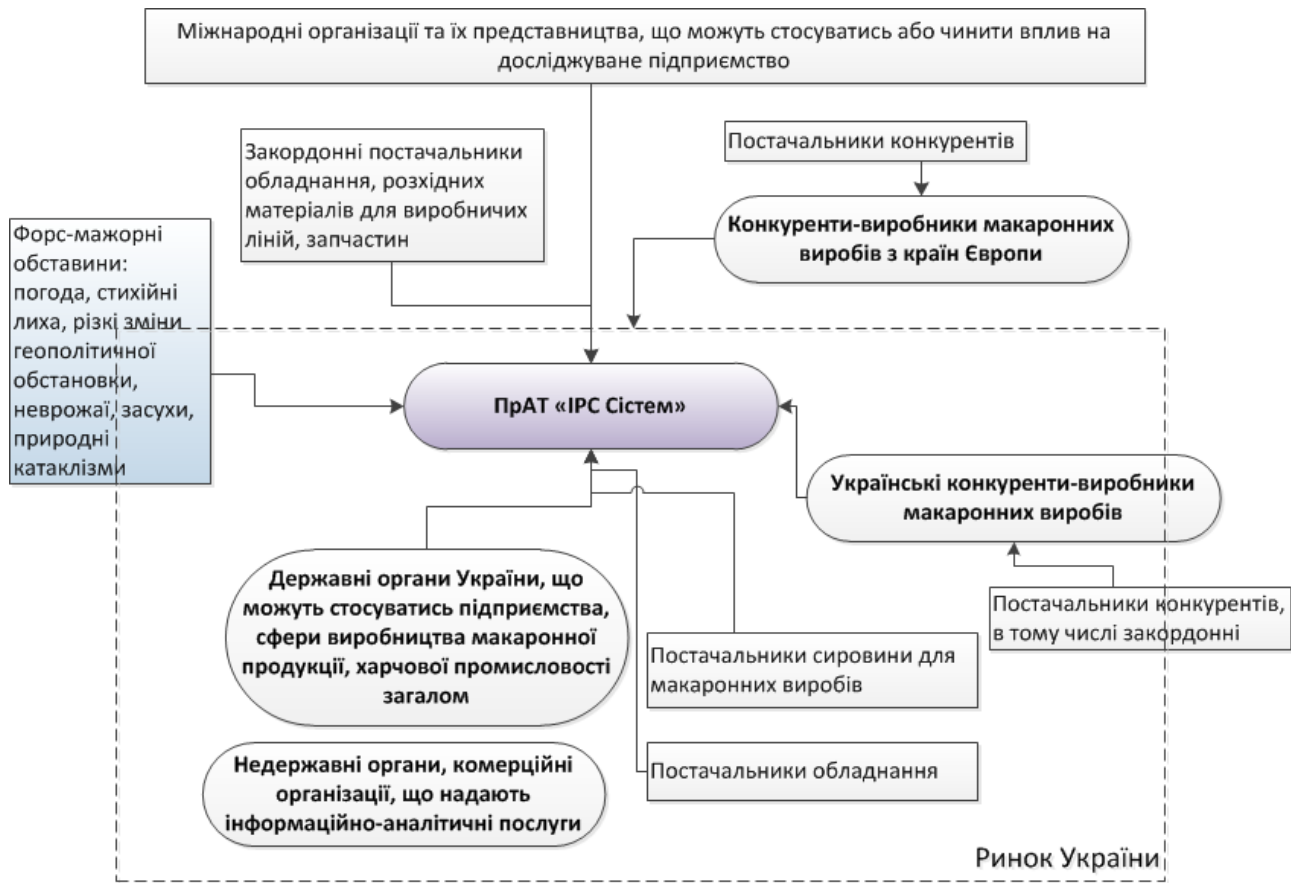 Міжнародні організації та їх представництва, що можуть стосуватись або чинити вплив на
досліджуване підприємство
Закордонні постачальники
обладнання, розхідних
матеріалів для виробничих
ліній, запчастин
Постачальники конкурентів
Конкуренти-виробники макаронних
виробів з країн Європи
Форс-мажорні
обставини:
погода, стихійні
лиха, різкі зміни
геополітичної
обстановки,
неврожаї, засухи,
природні
катаклізми
ПрАТ «ІРС Сістем»
Українські конкуренти-виробники
макаронних виробів
Державні органи України, що
можуть стосуватись підприємства,
сфери виробництва макаронної
продукції, харчової промисловості
загалом
Постачальники конкурентів,
в тому числі закордонні
Постачальники сировини для
макаронних виробів
Недержавні органи, комерційні
організації, що надають
інформаційно-аналітичні послуги
Постачальники обладнання
Ринок України